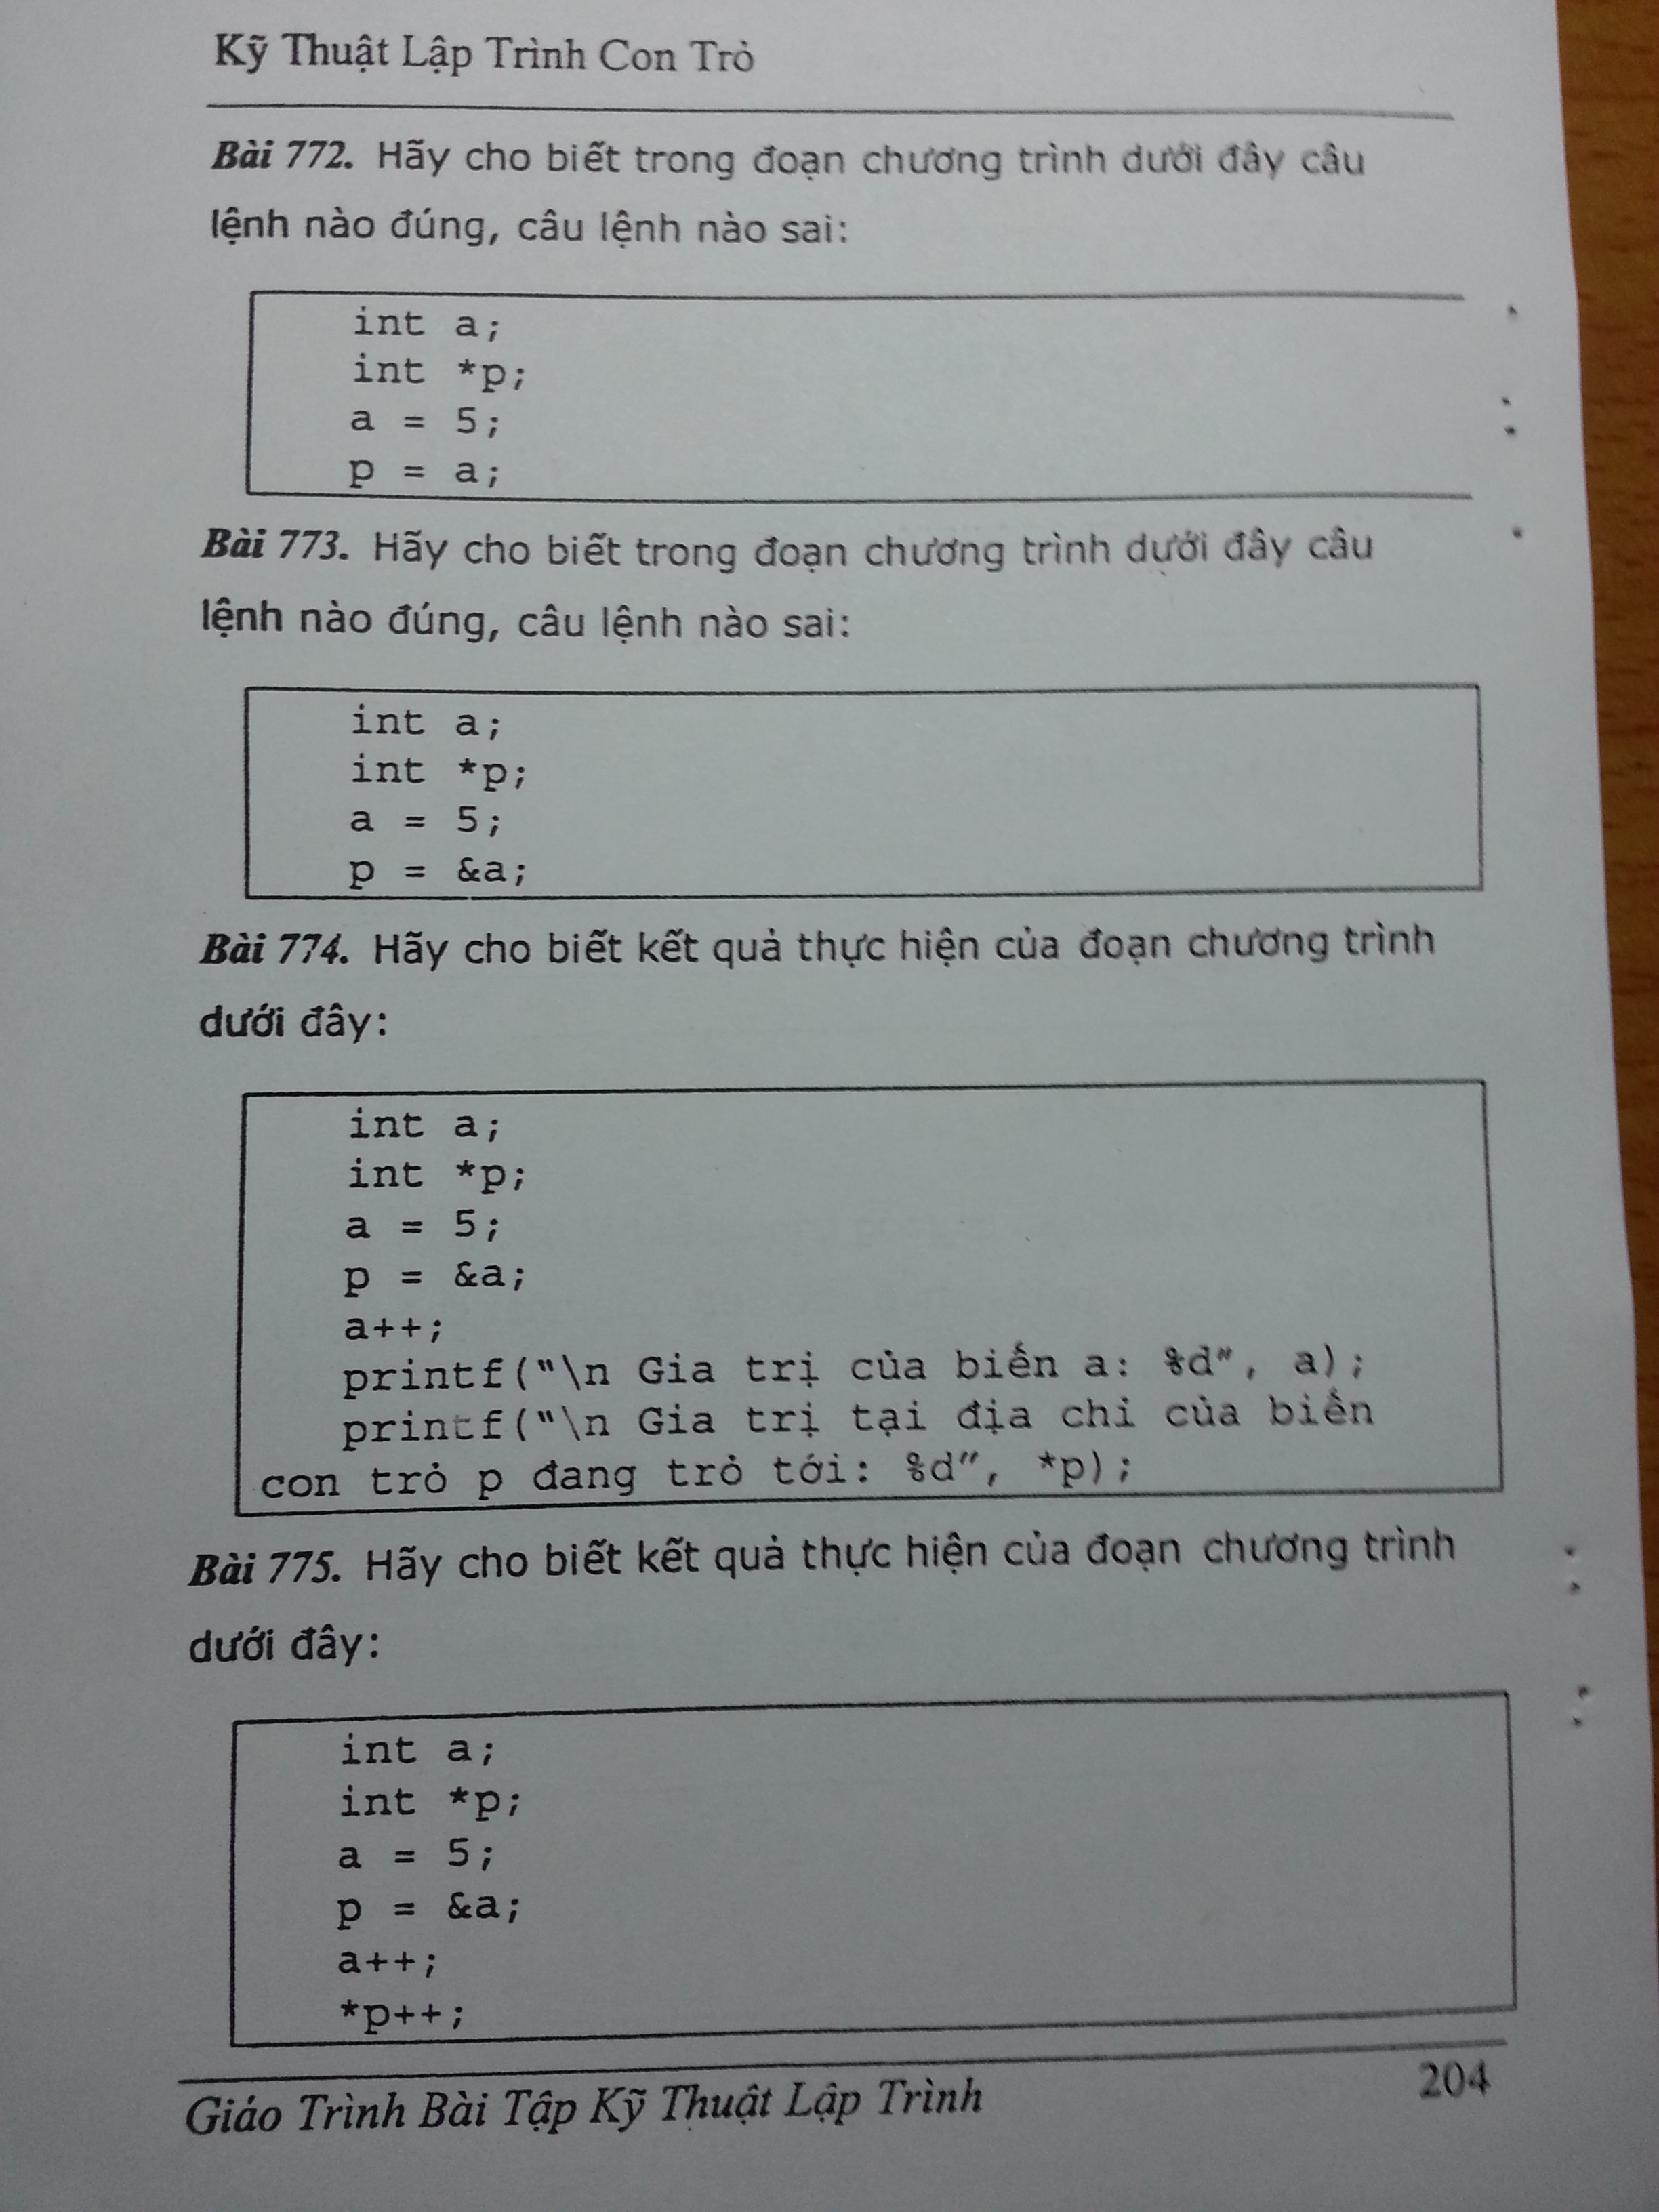 Kỹ Thuật Lập Trình Con Trỏ
Bài 772. Hãy cho biết trong đoạn chương trình dưới đây câu
lệnh nào đúng, câu lệnh nào sai:
int a;
int *p;
a = 5;
p = a;
Bài 773. Hãy cho biết trong đoạn chương trình dưới đây câu
lệnh nào đúng, câu lệnh nào sai:
int a;
int *p;
a = 5;
p = &a;
Bài 774. Hãy cho biết kết quả thực hiện của đoạn chương trình
dưới đây:
int a;
int *p;
a = 5;
p = &a;
a++;
printf("\n Gia trị của biến a: %d", a);
printf("\n Gia trị tại địa chỉ của biến
con trỏ p đang trỏ tới: %d", *p);
Bài 775. Hãy cho biết kết quả thực hiện của đoạn chương trình
dưới đây:
int a;
int *p;
a = 5;
p = &a;
a++;
*p++;
Giáo Trình Bài Tập Kỹ Thuật Lập Trình 204